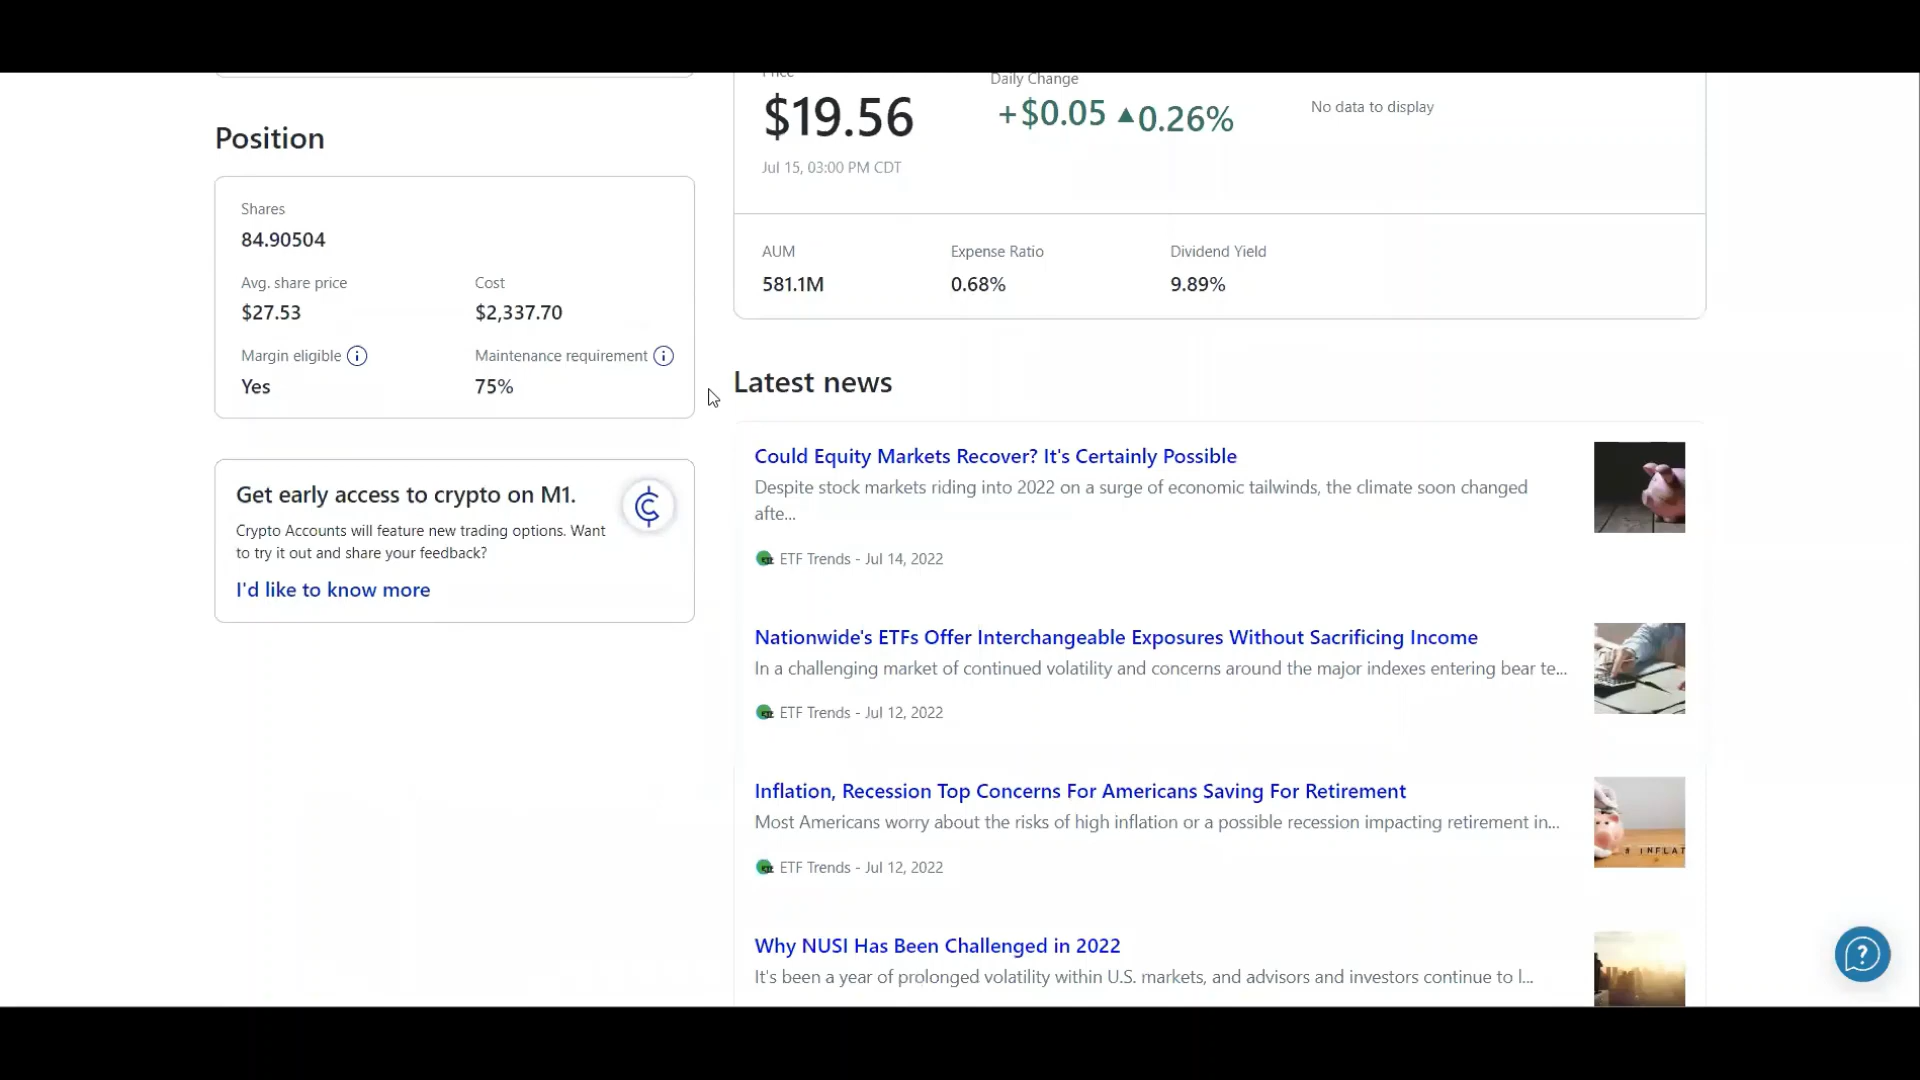 Position
Shares
84.90504
Avg. share price
Cost
$27.53
$2,337.70
Margin eligible
Maintenance requirement
Yes
75%
Get early access to crypto on M1.
Crypto Accounts will feature new trading options. Want
to try it out and share your feedback?
I'd like to know more
Price
Daily Change
$19.56
+$0.05 ▲0.26%
No data to display
Jul 15, 03:00 PM CDT
AUM
Expense Ratio
Dividend Yield
581.1M
0.68%
9.89%
Latest news
Could Equity Markets Recover? It's Certainly Possible
Despite stock markets riding into 2022 on a surge of economic tailwinds, the climate soon changed
afte...
ETF Trends - Jul 14, 2022
Nationwide's ETFs Offer Interchangeable Exposures Without Sacrificing Income
In a challenging market of continued volatility and concerns around the major indexes entering bear te...
ETF Trends - Jul 12, 2022
Inflation, Recession Top Concerns For Americans Saving For Retirement
Most Americans worry about the risks of high inflation or a possible recession impacting retirement in...
INFLAT
ETF Trends - Jul 12, 2022
Why NUSI Has Been Challenged in 2022
It's been a year of prolonged volatility within U.S. markets, and advisors and investors continue to l...